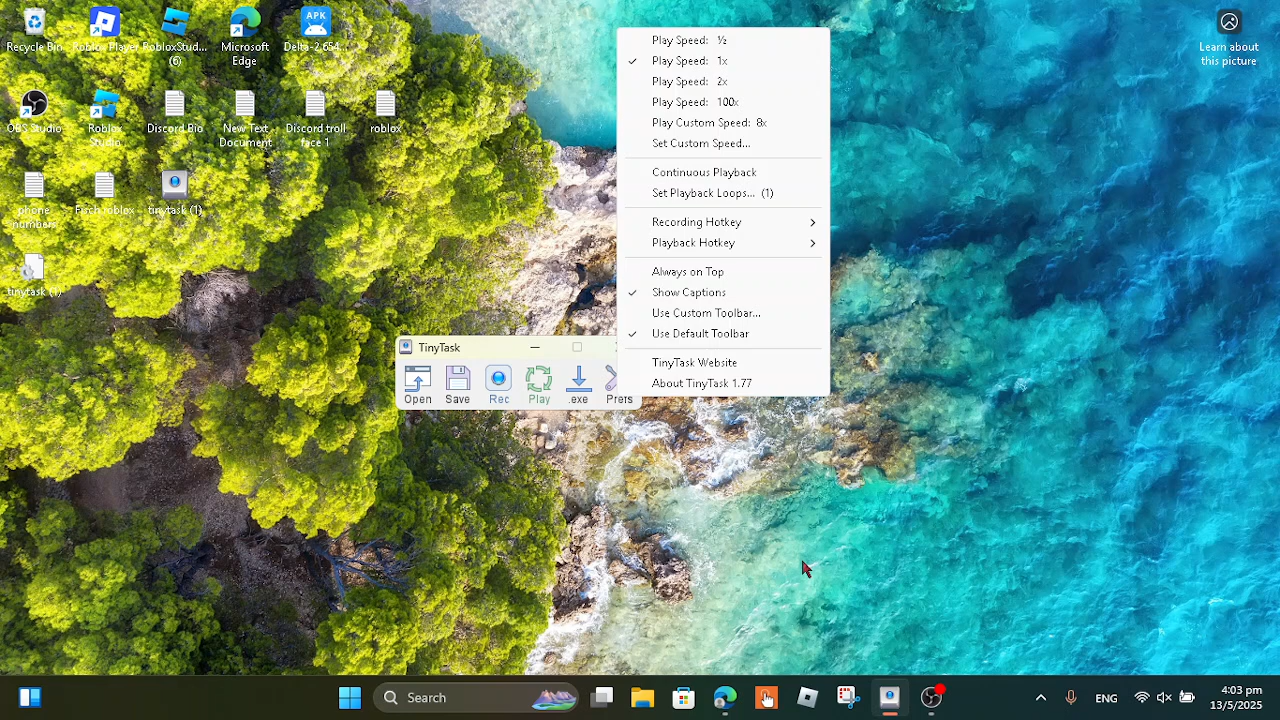 Recycle Bin
Roblox Player
RobloxStud...
(6)
Microsoft
Edge
APK
Delta-2.654....
OBS Studio
Roblox
Studio
Discord Bio
New Text
Document
Discord troll
face 1
roblox
phone
numbers
Fisch roblox
tinytask (1)
tinytask (1)
Learn about
this picture
Play Speed: ½
Play Speed: 1x
Play Speed: 2x
Play Speed: 100x
Play Custom Speed: 8x
Set Custom Speed...
Continuous Playback
Set Playback Loops... (1)
Recording Hotkey
Playback Hotkey
Always on Top
Show Captions
Use Custom Toolbar...
Use Default Toolbar
TinyTask Website
About TinyTask 1.77
TinyTask
Open Save Rec Play .exe Prefs
Search
ENG
4:03 pm
13/5/2025